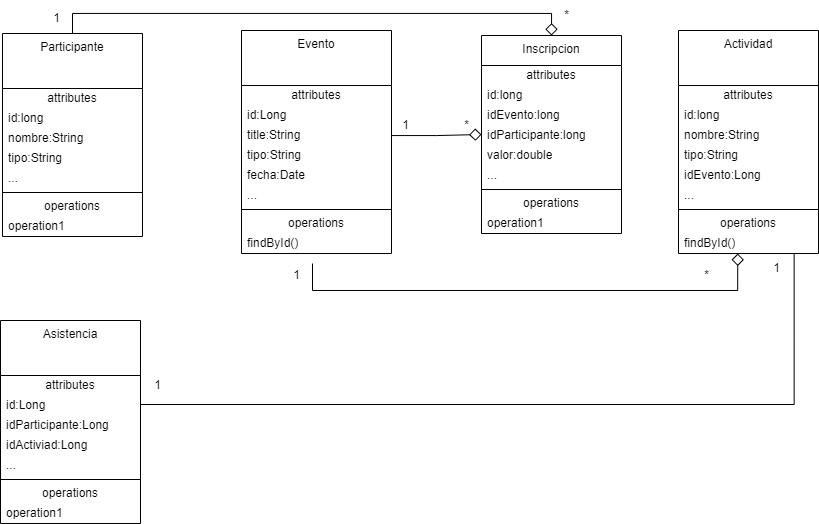 1
*
Participante
attributes
id:long
nombre:String
tipo:String
...
operations
operation1
Evento
attributes
id:Long
title:String
tipo:String
fecha:Date
...
operations
findById()
1
*
Inscripcion
attributes
id:long
idEvento:long
idParticipante:long
valor:double
...
operations
operation1
Actividad
attributes
id:long
nombre:String
tipo:String
idEvento:Long
...
operations
findById()
1
*
1
Asistencia
attributes
id:Long
idParticipante:Long
idActiviad:Long
...
operations
operation1
1